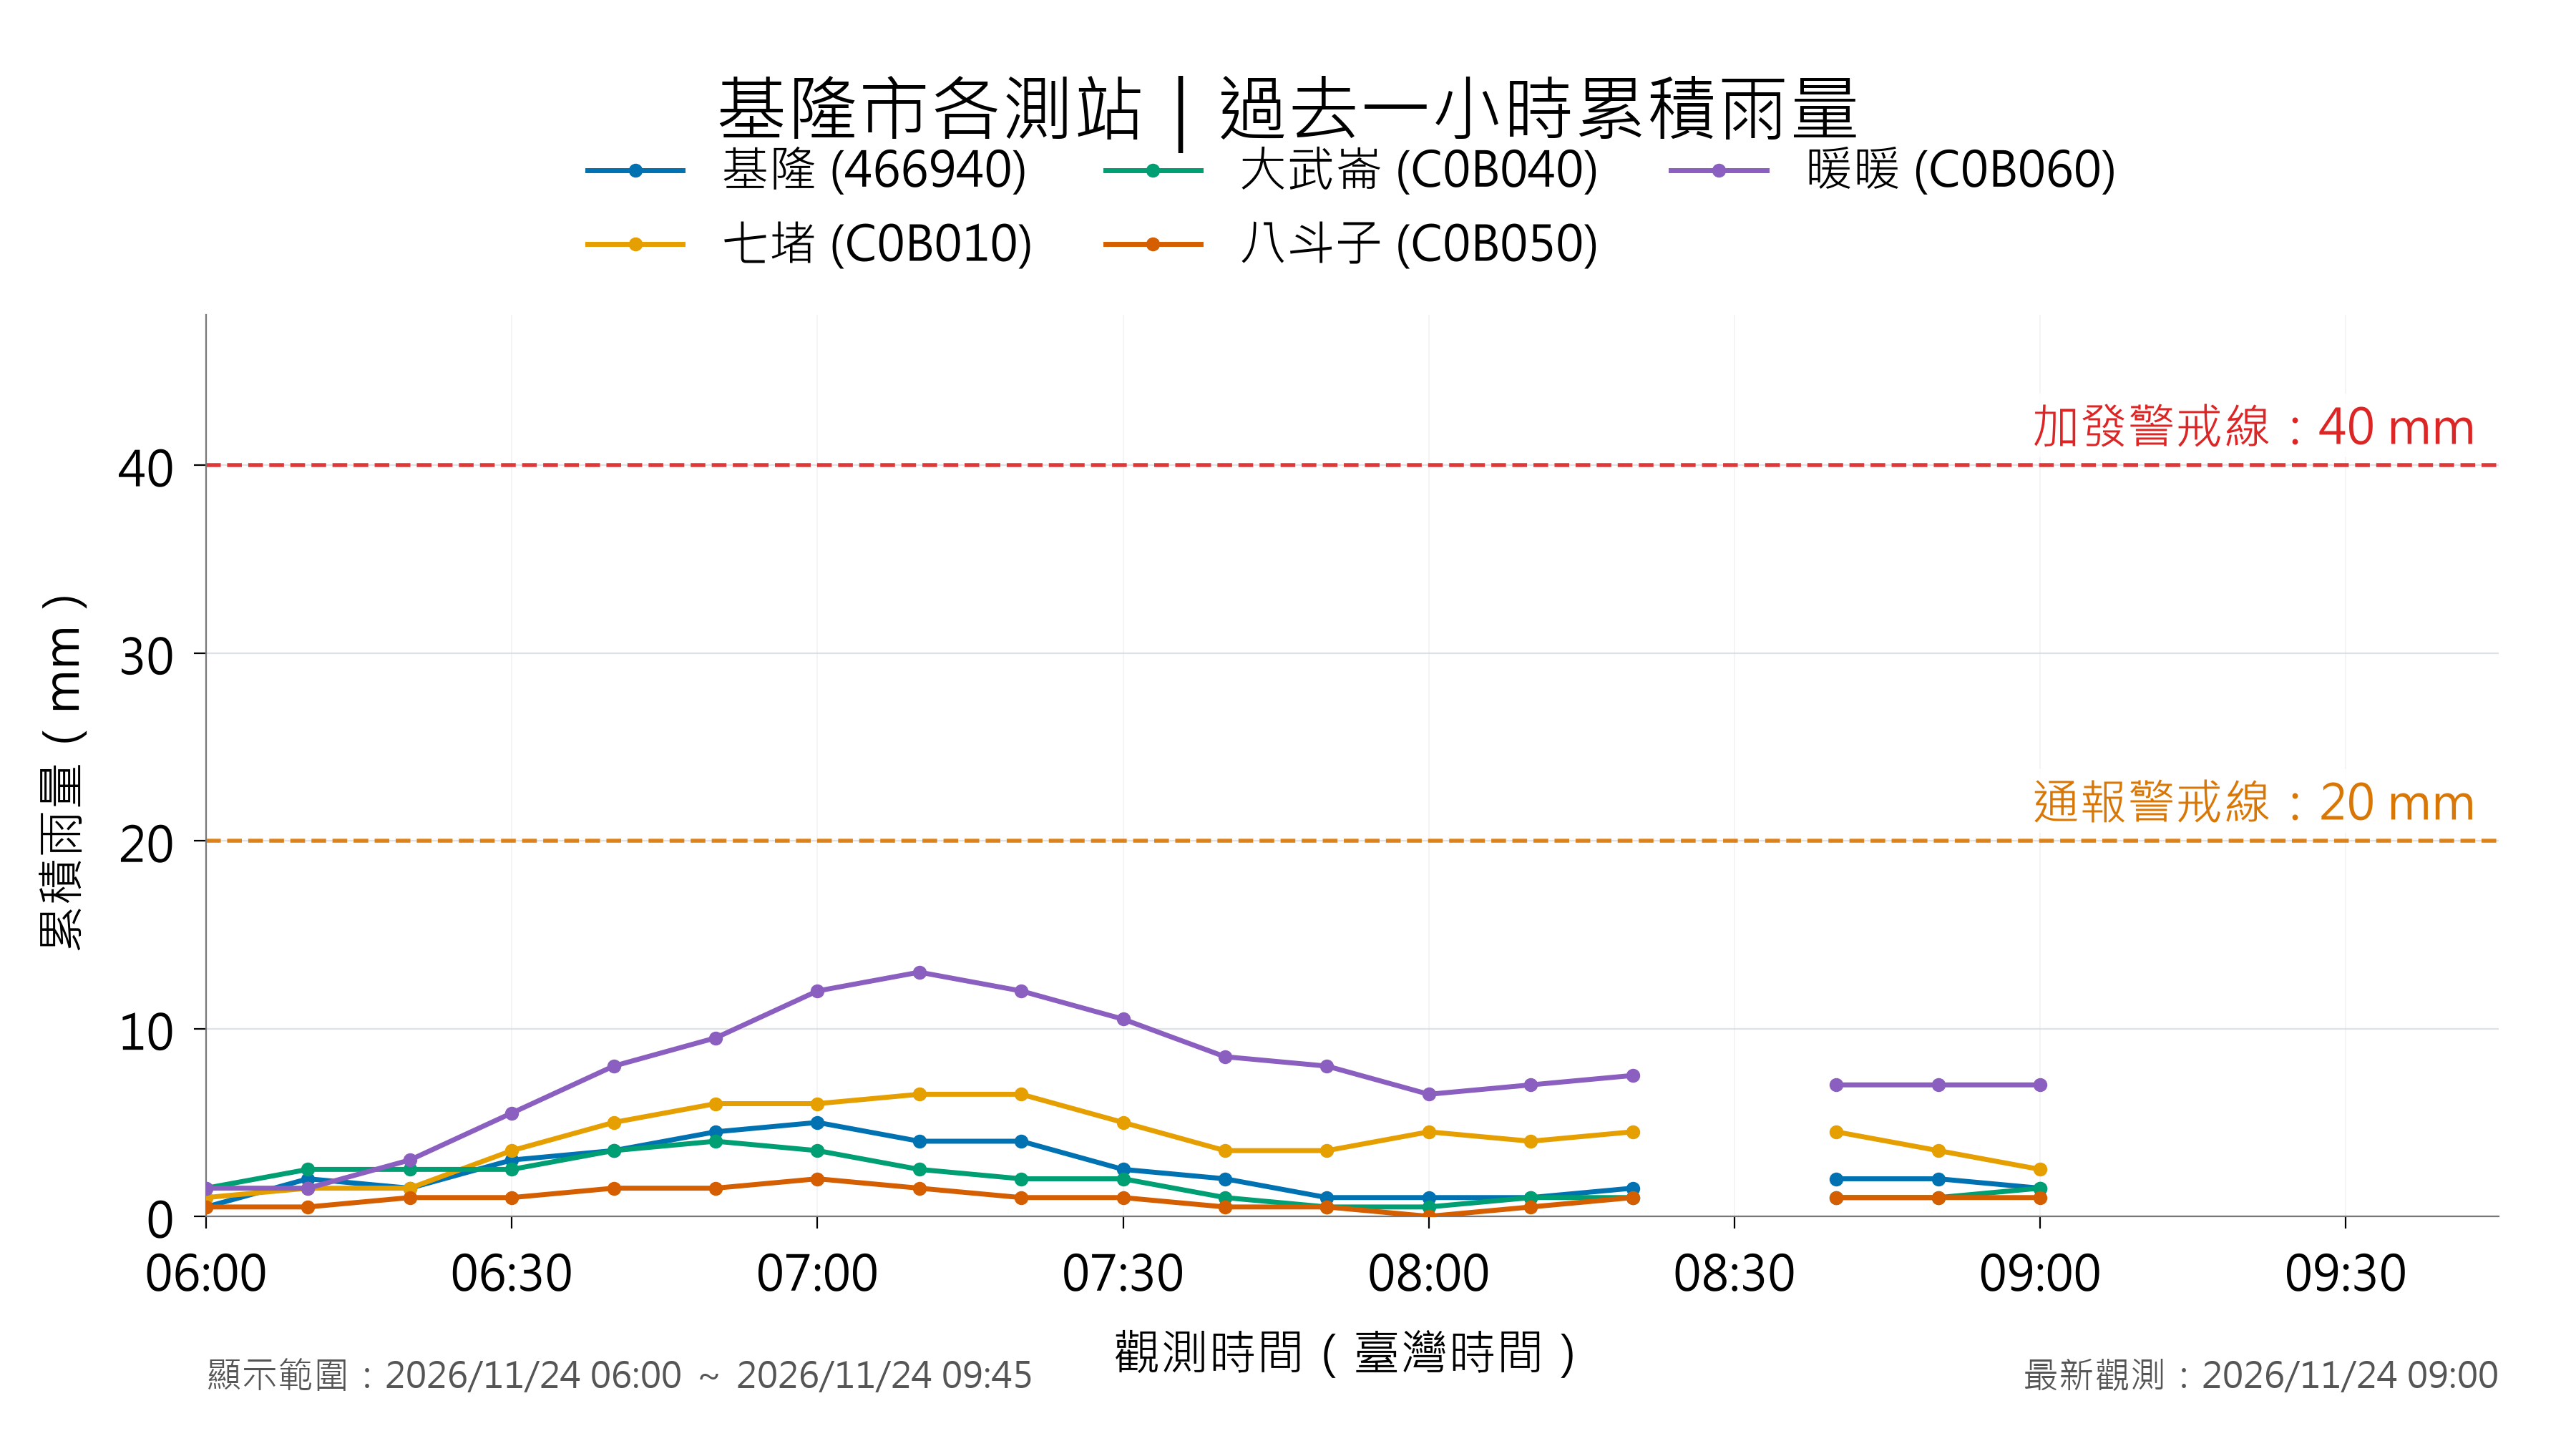 基隆市各測站｜過去一小時累積雨量
基隆 (466940)
大武崙 (C0B040)
暖暖 (C0B060)
七堵 (C0B010)
八斗子 (C0B050)
累積雨量（mm）
40
30
20
10
0
加發警戒線：40 mm
通報警戒線：20 mm
06:00 06:30 07:00 07:30 08:00 08:30 09:00 09:30
觀測時間（臺灣時間）
顯示範圍：2026/11/24 06:00 ~ 2026/11/24 09:45
最新觀測：2026/11/24 09:00